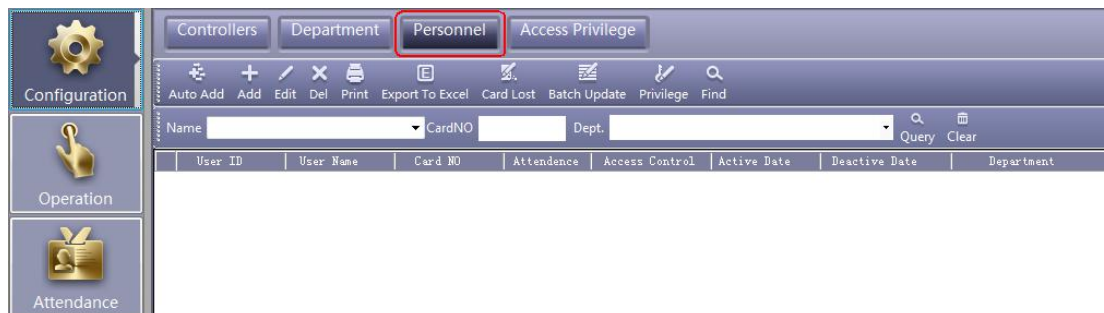 Controllers Department Personnel Access Privilege
Configuration
Auto Add Add Edit Del Print Export To Excel Card Lost Batch Update Privilege Find
Name CardNO Dept. Query Clear
User ID User Name Card NO Attendence Access Control Active Date Deactive Date Department
Operation
Attendance